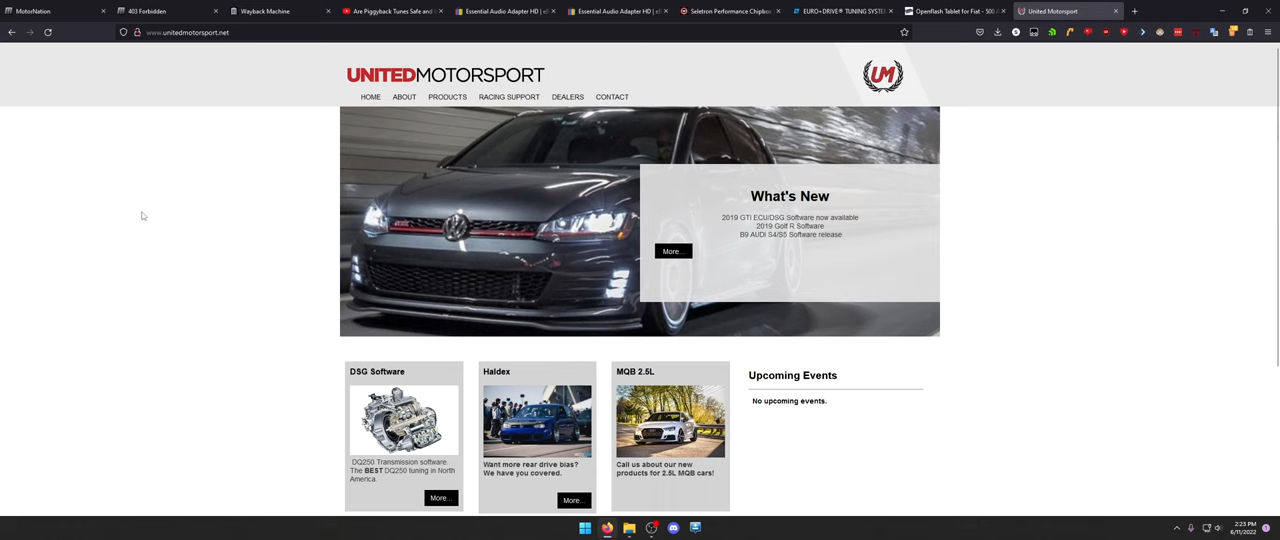 MotorNation
403 Forbidden
Wayback Machine
Are Piggyback Tunes Safe and
Essential Audio Adapter HD | eB
Essential Audio Adapter HD | eB
Seletron Performance Chipbox
EURO+DRIVE® TUNING SYSTEM
Openflash Tablet for Fiat - 500 A
United Motorsport
www.unitedmotorsport.net
UNITEDMOTORSPORT
UM
HOME ABOUT PRODUCTS RACING SUPPORT DEALERS CONTACT
What's New
2019 GTI ECU/DSG Software now available
2019 Golf R Software
B9 AUDI S4/S5 Software release
More...
DSG Software
DQ250 Transmission software.
The BEST DQ250 tuning in North
America.
More...
Haldex
Want more rear drive bias?
We have you covered.
More...
MQB 2.5L
Call us about our new
products for 2.5L MQB cars!
Upcoming Events
No upcoming events.
2:23 PM
6/11/2022
1